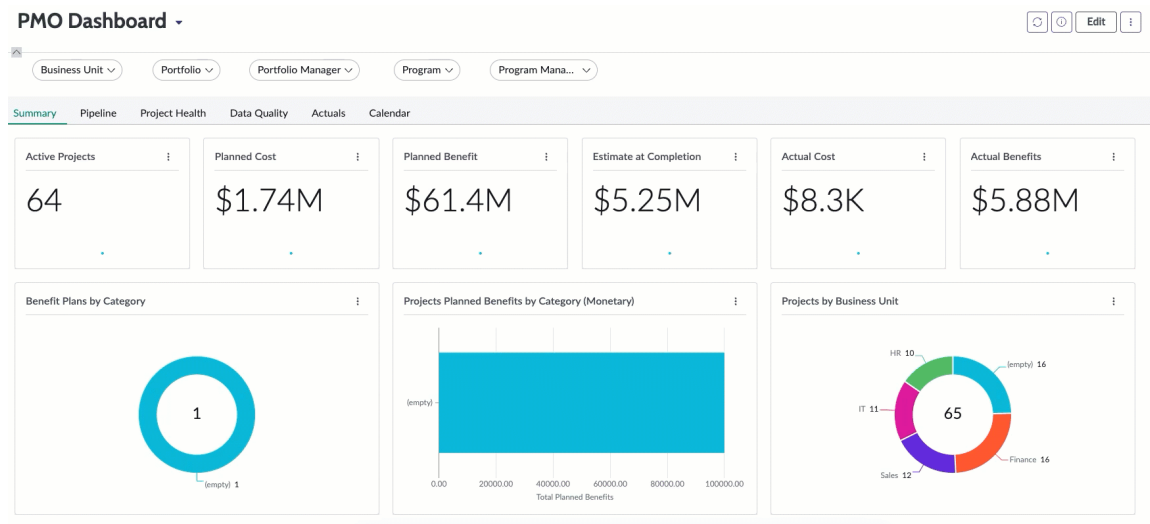 PMO Dashboard
Edit
Business Unit
Portfolio
Portfolio Manager
Program
Program Mana...
Summary
Pipeline
Project Health
Data Quality
Actuals
Calendar
Active Projects
64
Planned Cost
$1.74M
Planned Benefit
$61.4M
Estimate at Completion
$5.25M
Actual Cost
$8.3K
Actual Benefits
$5.88M
Benefit Plans by Category
1
(empty) 1
Projects Planned Benefits by Category (Monetary)
(empty)
0.00 20000.00 40000.00 60000.00 80000.00 100000.00
Total Planned Benefits
Projects by Business Unit
HR 10
(empty) 16
IT 11
65
Finance 16
Sales 12